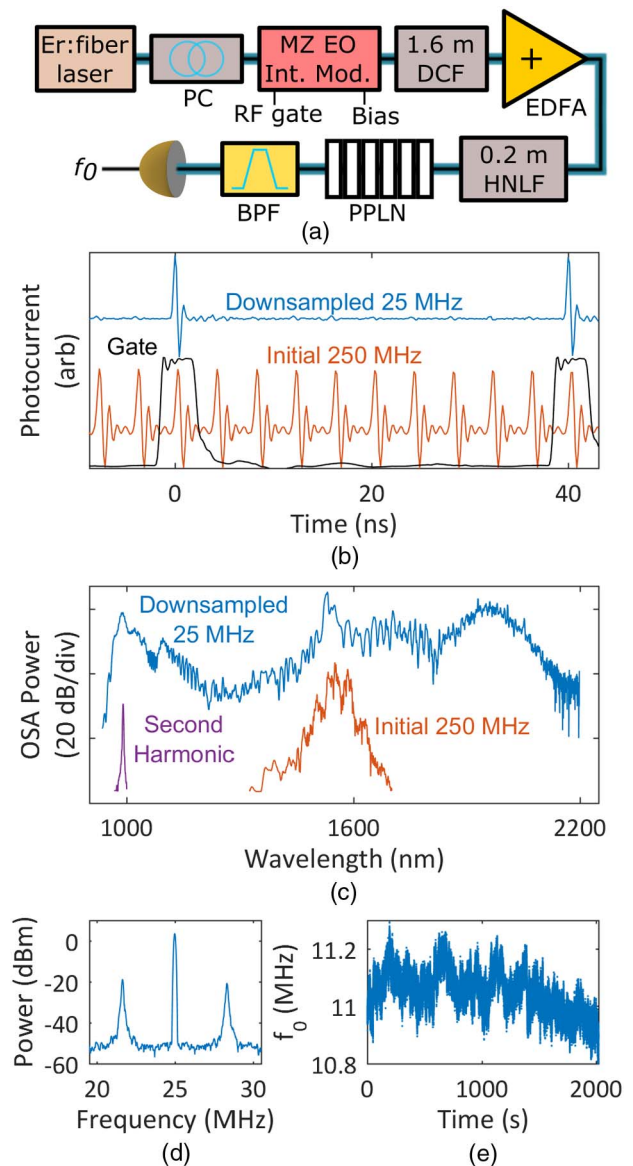 Er:fiber
laser
PC
MZ EO
Int. Mod.
RF gate
Bias
1.6 m
DCF
+
EDFA
f0
BPF
PPLN
0.2 m
HNLF
(a)
Photocurrent
(arb)
Downsampled 25 MHz
Gate
Initial 250 MHz
0
20
40
Time (ns)
(b)
OSA Power
(20 dB/div)
Downsampled
25 MHz
Second
Harmonic
Initial 250 MHz
1000
1600
2200
Wavelength (nm)
(c)
Power (dBm)
0
-20
-40
-60
20
25
30
Frequency (MHz)
(d)
f0 (MHz)
11.2
11
10.8
0
1000
2000
Time (s)
(e)